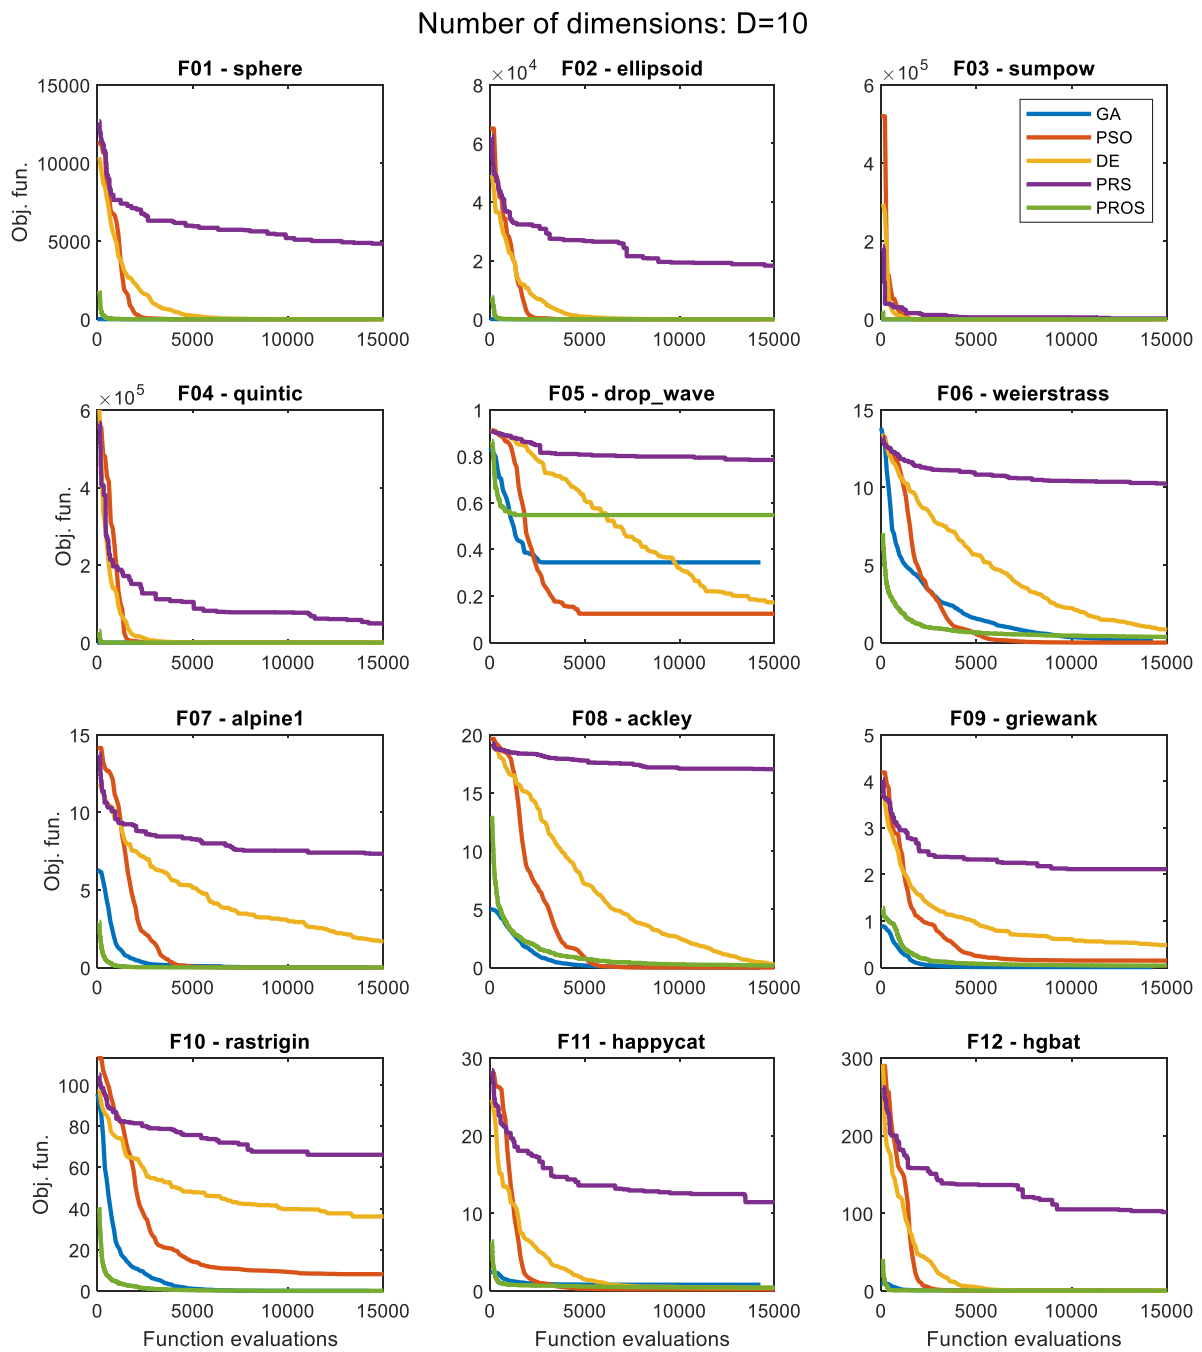 Number of dimensions: D=10
F01 - sphere
15000
10000
5000
0
Obj. fun.
0 5000 10000 15000
×10^4 F02 - ellipsoid
8
6
4
2
0
0 5000 10000 15000
×10^5 F03 - sumpow
6
4
2
0
GA
PSO
DE
PRS
PROS
0 5000 10000 15000
×10^5 F04 - quintic
6
4
2
0
Obj. fun.
0 5000 10000 15000
F05 - drop_wave
1
0.8
0.6
0.4
0.2
0
0 5000 10000 15000
F06 - weierstrass
15
10
5
0
0 5000 10000 15000
F07 - alpine1
15
10
5
0
Obj. fun.
0 5000 10000 15000
F08 - ackley
20
15
10
5
0
0 5000 10000 15000
F09 - griewank
5
4
3
2
1
0
0 5000 10000 15000
F10 - rastrigin
100
80
60
40
20
0
Obj. fun.
0 5000 10000 15000
Function evaluations
F11 - happycat
30
20
10
0
0 5000 10000 15000
Function evaluations
F12 - hgbat
300
200
100
0
0 5000 10000 15000
Function evaluations